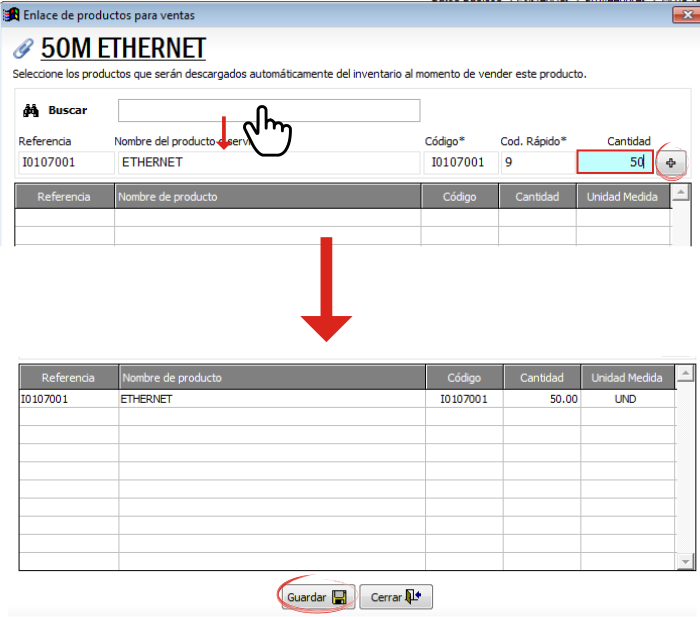 Enlace de productos para ventas
50M ETHERNET
Seleccione los productos que serán descargados automáticamente del inventario al momento de vender este producto.
Buscar
Referencia Nombre del producto o servi Código* Cod. Rápido* Cantidad
I0107001 ETHERNET I0107001 9 50
Referencia Nombre de producto Código Cantidad Unidad Medida
Referencia Nombre de producto Código Cantidad Unidad Medida
I0107001 ETHERNET I0107001 50.00 UND
Guardar Cerrar